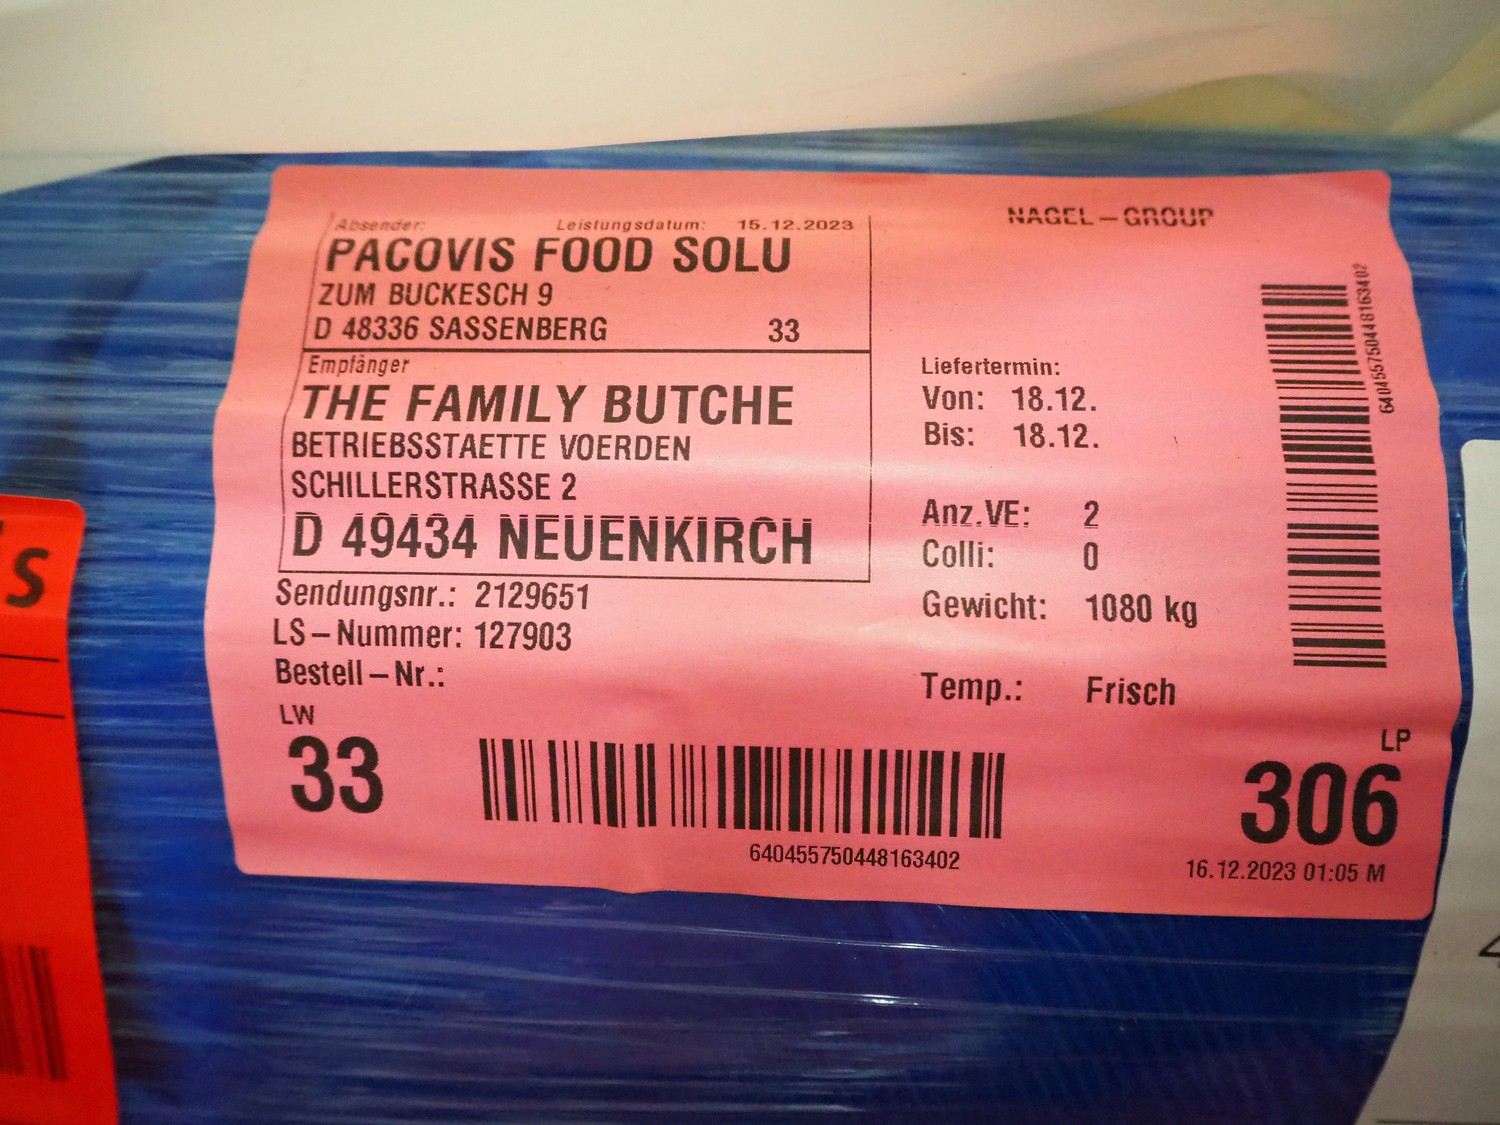 Absender: Leistungsdatum: 15.12.2023
PACOVIS FOOD SOLU
ZUM BUCKESCH 9
D 48336 SASSENBERG 33
Empfänger
THE FAMILY BUTCHE
BETRIEBSSTAETTE VOERDEN
SCHILLERSTRASSE 2
D 49434 NEUENKIRCH
Sendungsnr.: 2129651
LS-Nummer: 127903
Bestell-Nr.:
LW
33
640455750448163402
NAGEL-GROUP
Liefertermin:
Von: 18.12.
Bis: 18.12.
Anz.VE: 2
Colli: 0
Gewicht: 1080 kg
Temp.: Frisch
640455750448163402
LP
306
16.12.2023 01:05 M